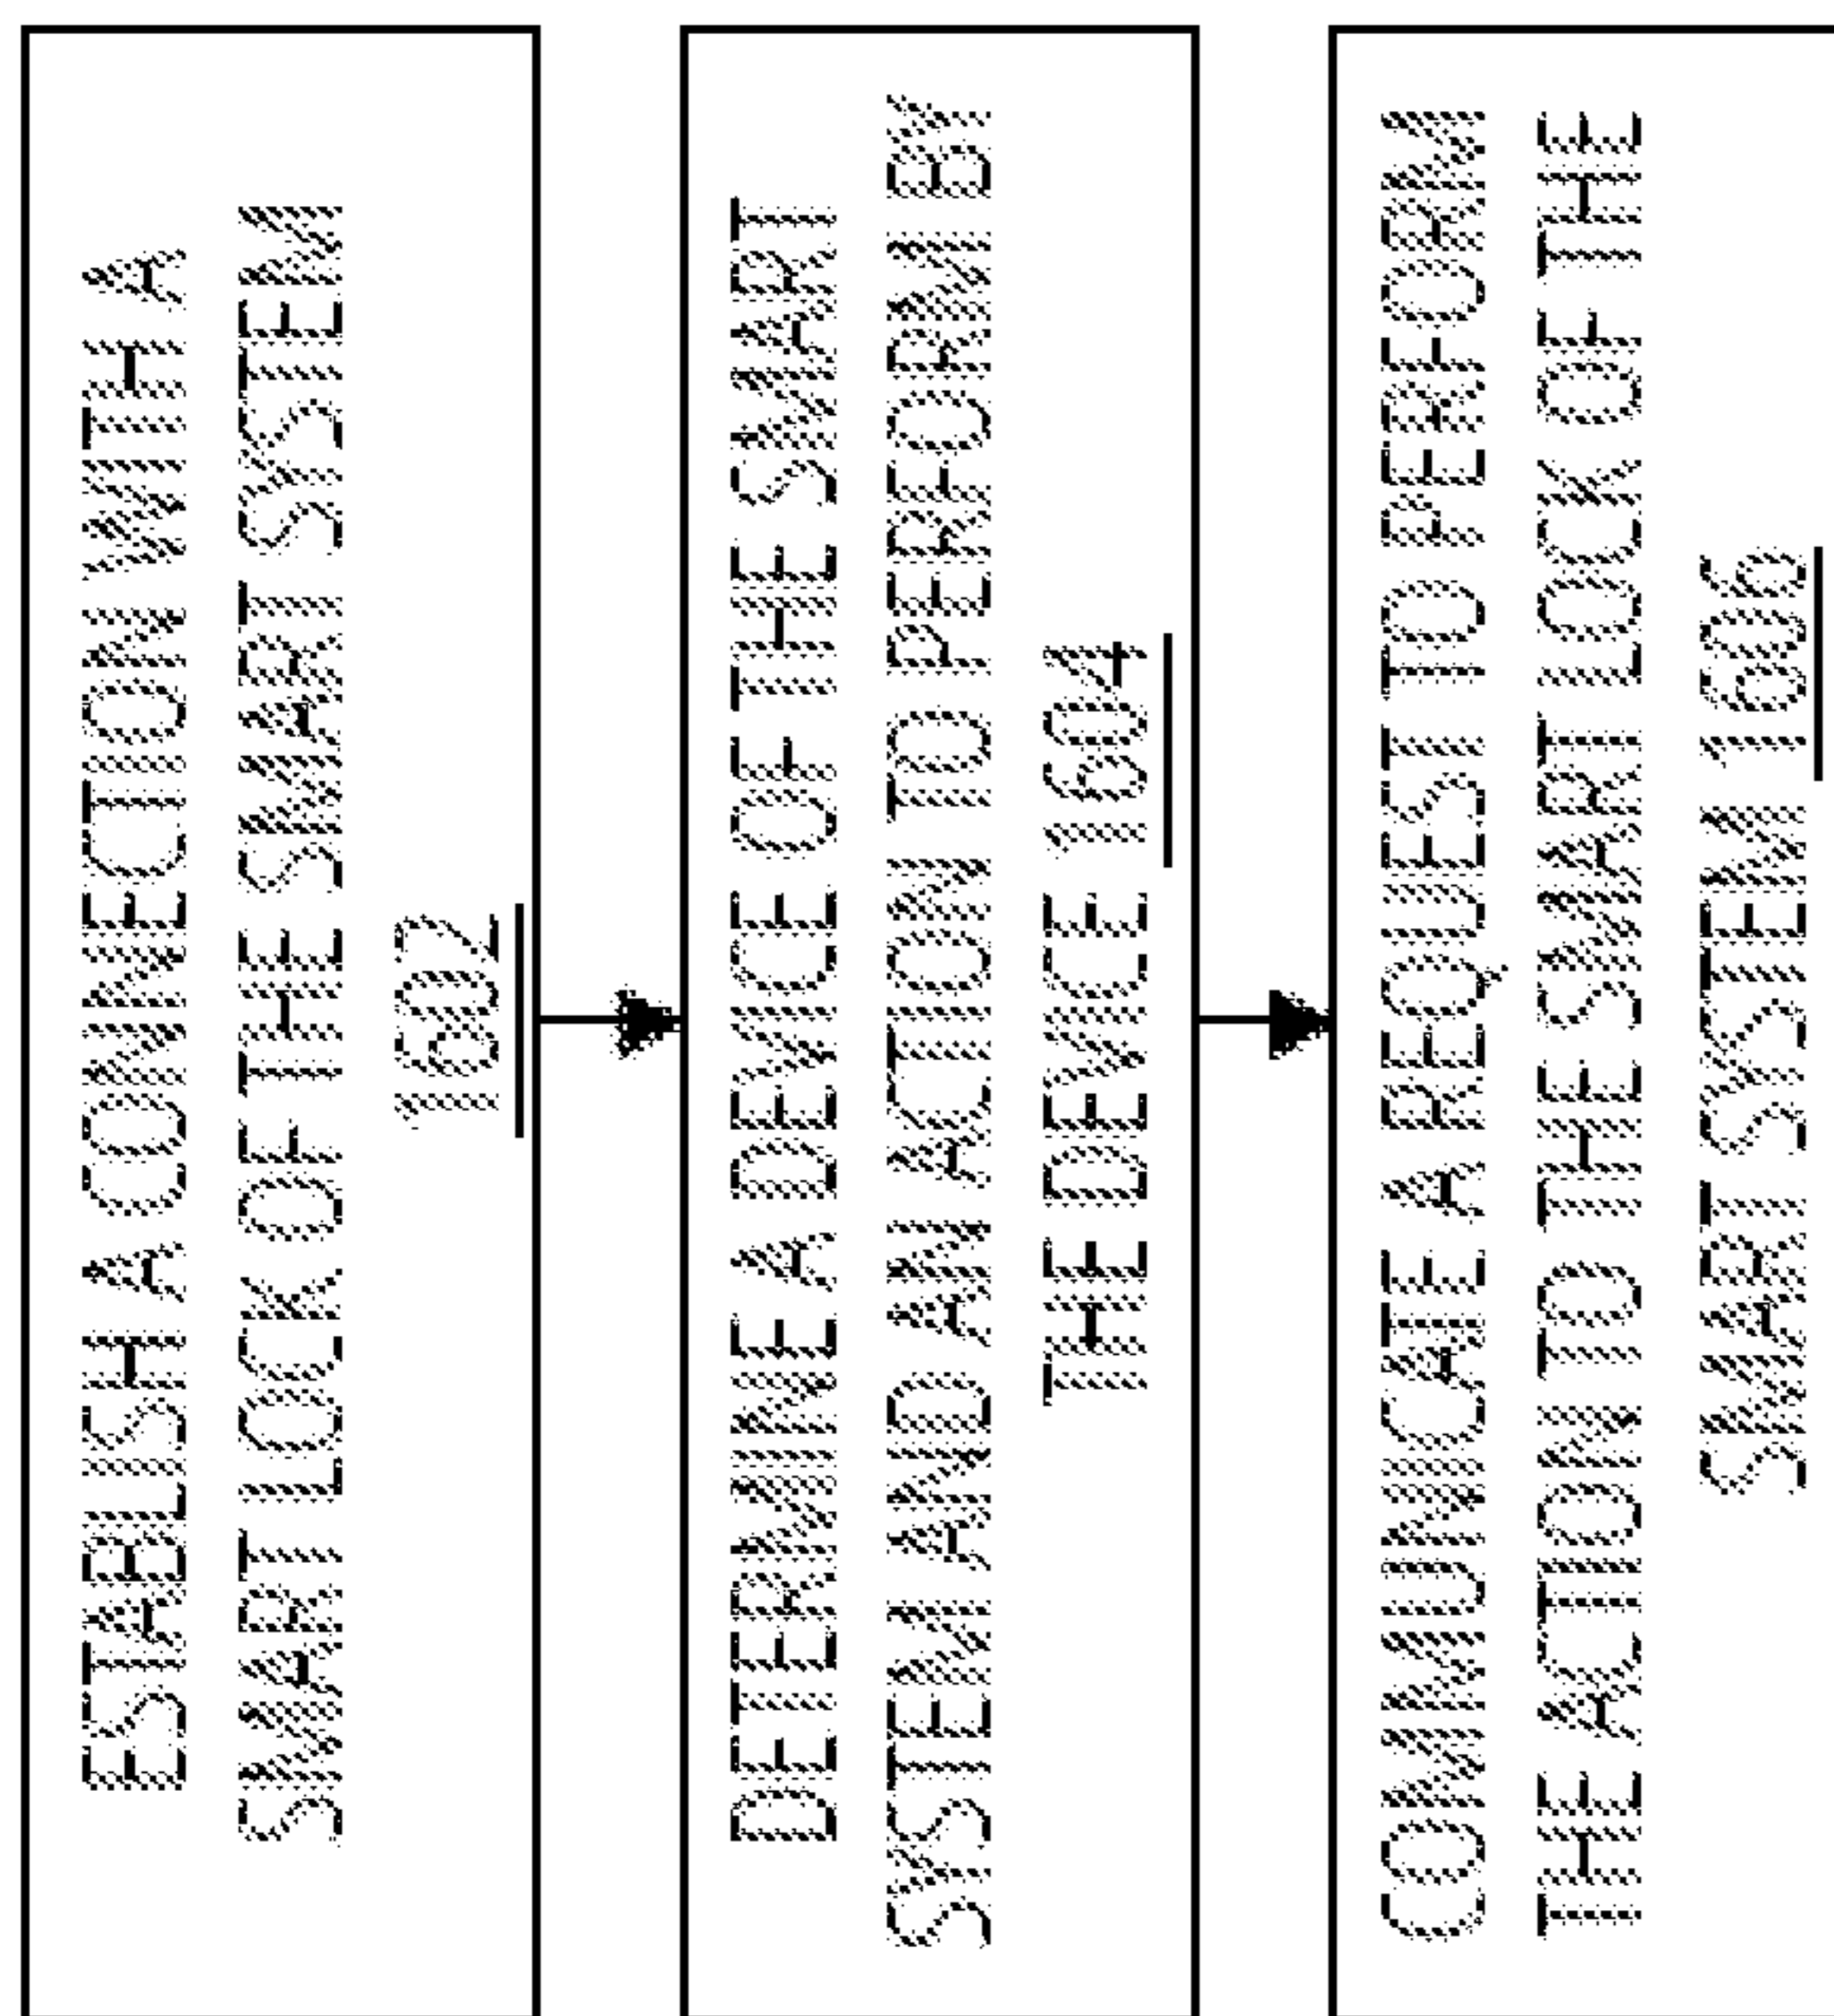 ESTABLISH A CONNECTION WITH A
SMART LOCK OF THE SMART SYSTEM
1602
DETERMINE A DEVICE OF THE SMART
SYSTEM AND AN ACTION TO PERFORM BY
THE DEVICE 1604
COMMUNICATE A REQUEST TO PERFORM
THE ACTION TO THE SMART LOCK OF THE
SMART SYSTEM 1606